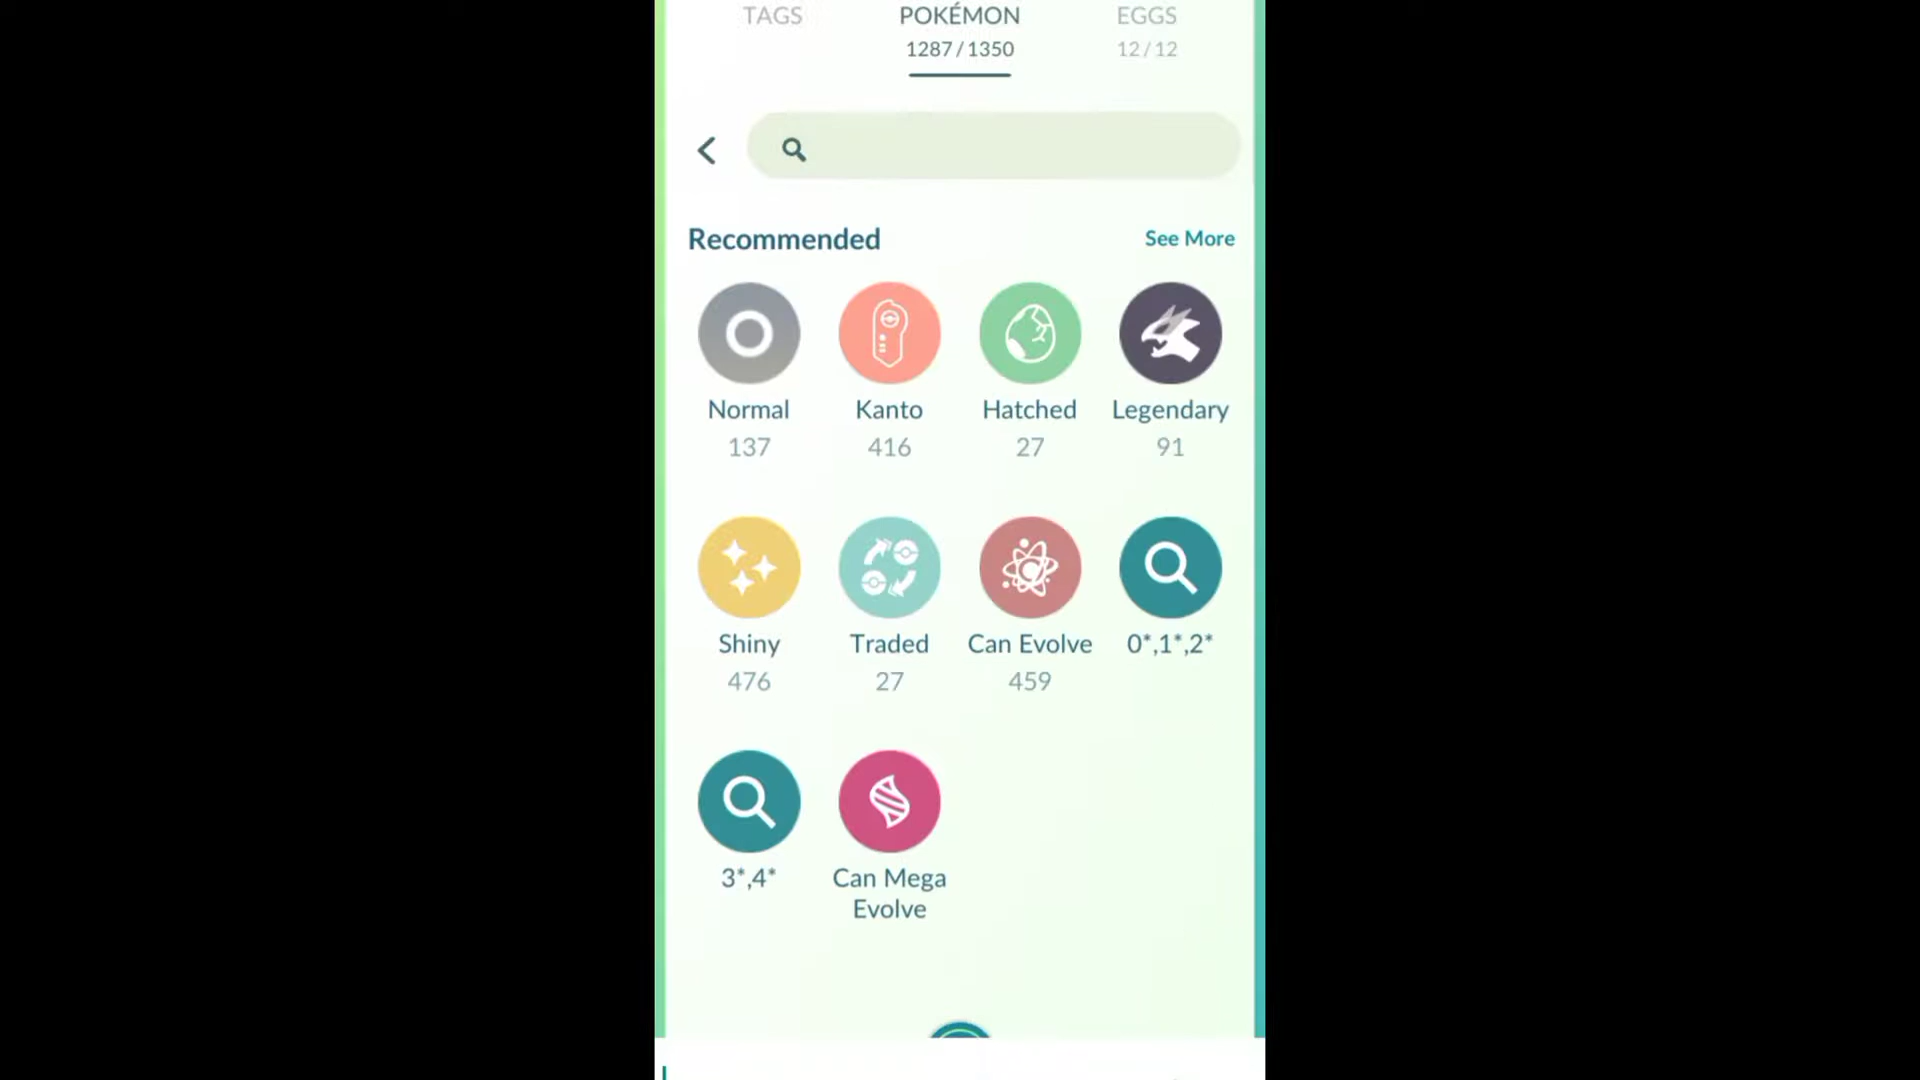 TAGS POKÉMON EGGS
1287 / 1350 12 / 12
Recommended See More
Normal Kanto Hatched Legendary
137 416 27 91
Shiny Traded Can Evolve 0*,1*,2*
476 27 459
3*,4* Can Mega
Evolve